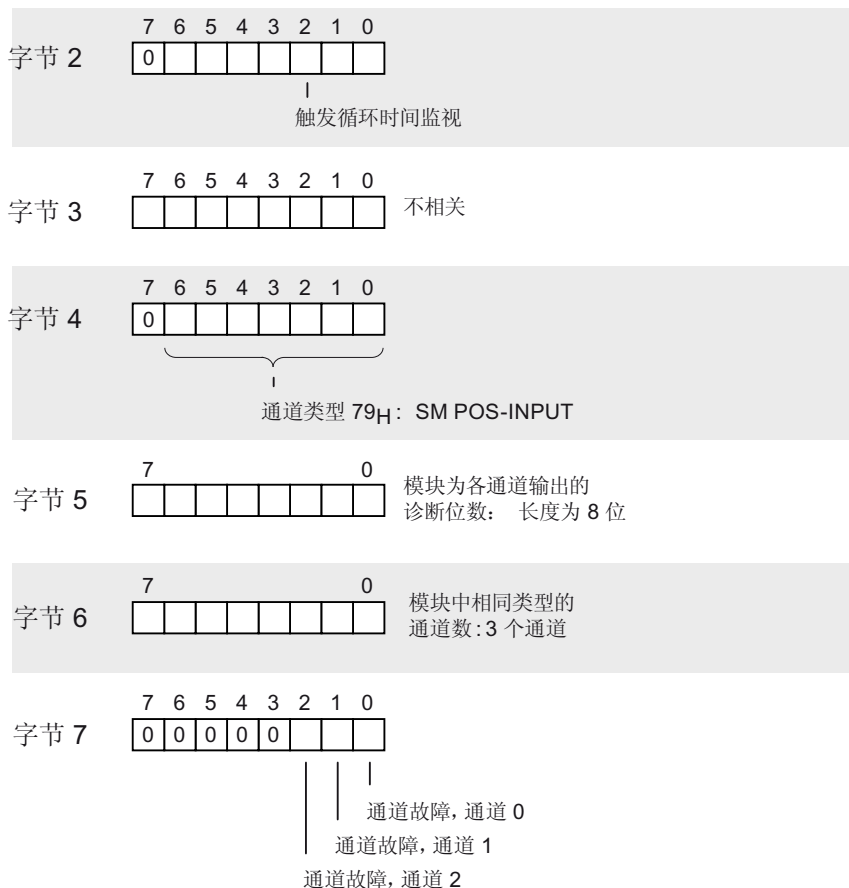 7 6 5 4 3 2 1 0
字节 2
0
触发循环时间监视
7 6 5 4 3 2 1 0
字节 3
不相关
7 6 5 4 3 2 1 0
字节 4
0
通道类型 79H: SM POS-INPUT
7 0
字节 5
模块为各通道输出的
诊断位数: 长度为 8 位
7 0
字节 6
模块中相同类型的
通道数:3 个通道
7 6 5 4 3 2 1 0
字节 7
0 0 0 0 0
通道故障,通道 0
通道故障,通道 1
通道故障,通道 2